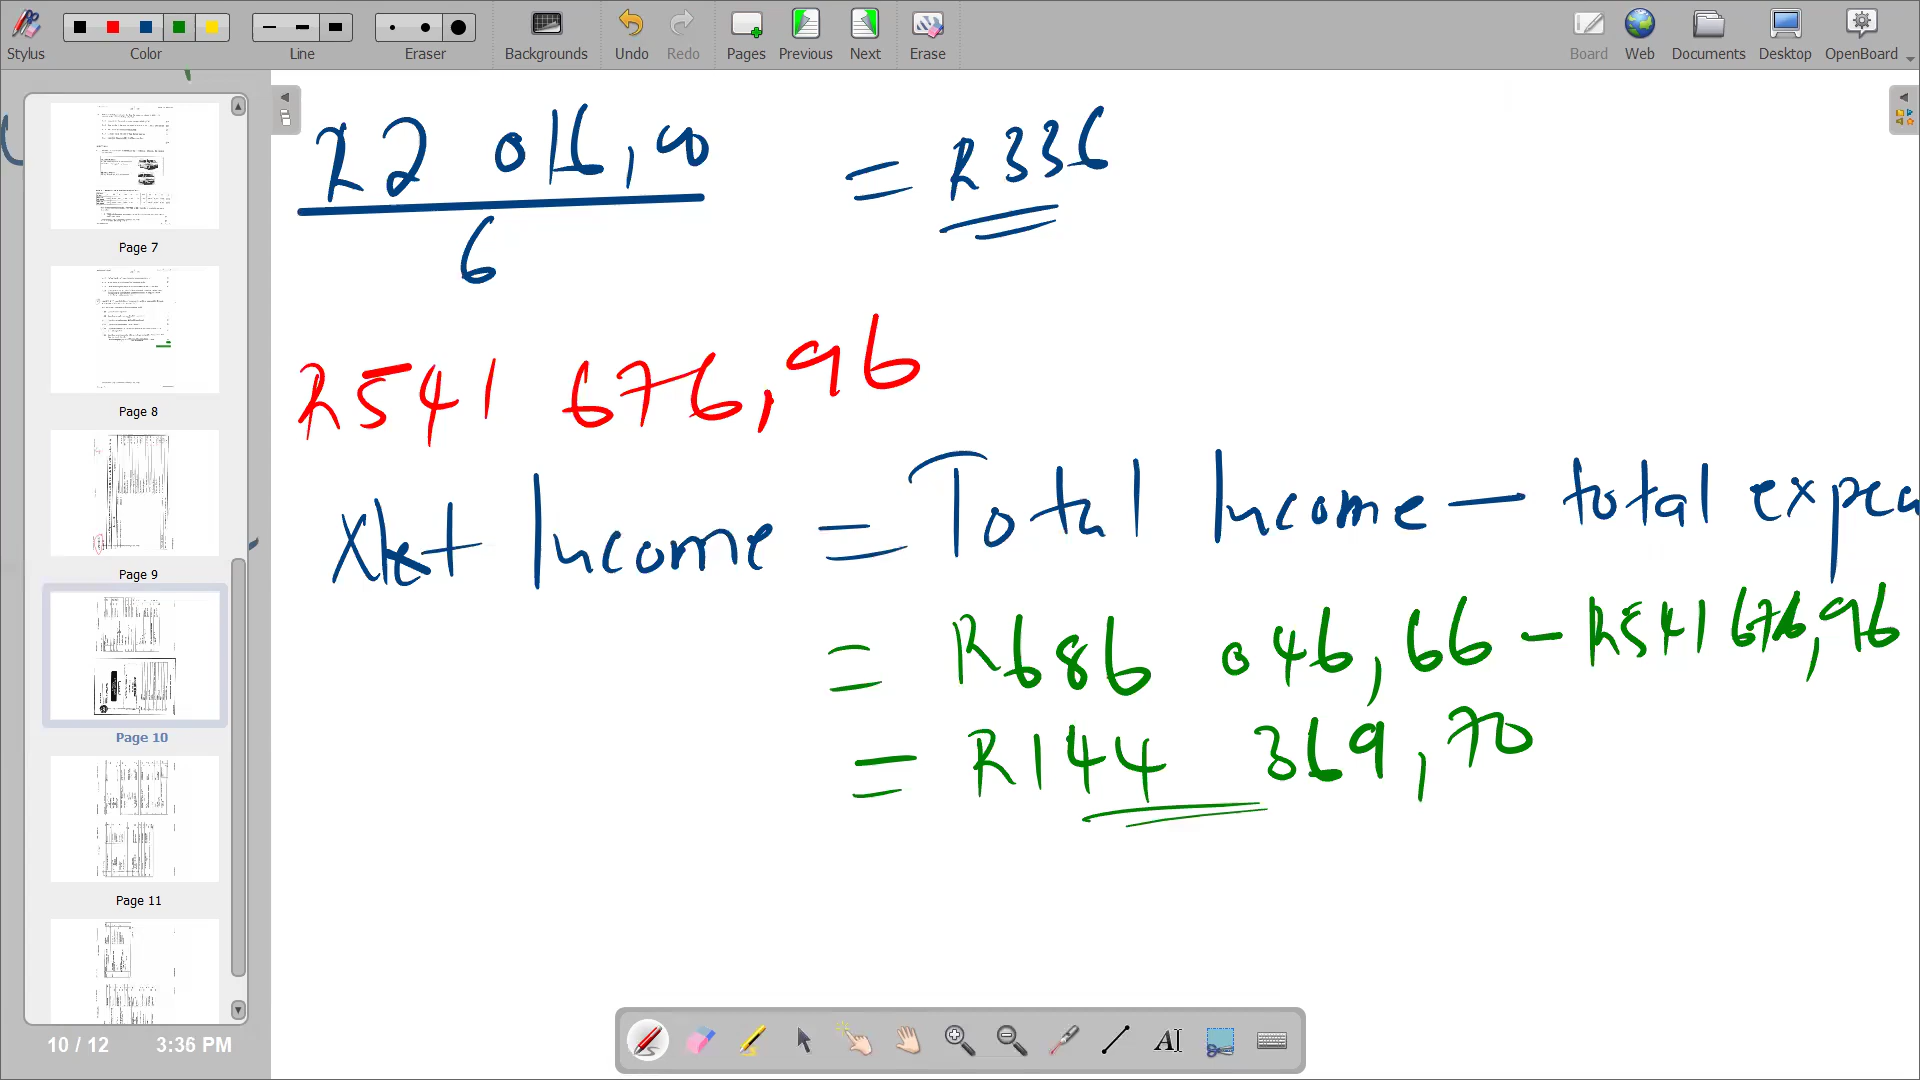 Stylus Color Line Eraser Backgrounds Undo Redo Pages Previous Next Erase Board Web Documents Desktop OpenBoard
Page 7
Page 8
Page 9
Page 10
Page 11
10 / 12 3:36 PM
R2 016,00
6
= R336
R541 676,96
Net Income = Total Income - total expen
= R686 046,66 - R541 676,96
= R144 369,70